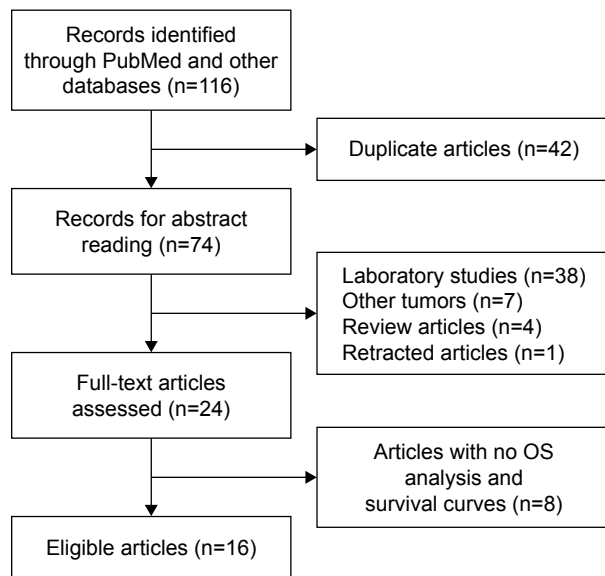 Records identified
through PubMed and other
databases (n=116)
Duplicate articles (n=42)
Records for abstract
reading (n=74)
Laboratory studies (n=38)
Other tumors (n=7)
Review articles (n=4)
Retracted articles (n=1)
Full-text articles
assessed (n=24)
Articles with no OS
analysis and
survival curves (n=8)
Eligible articles (n=16)